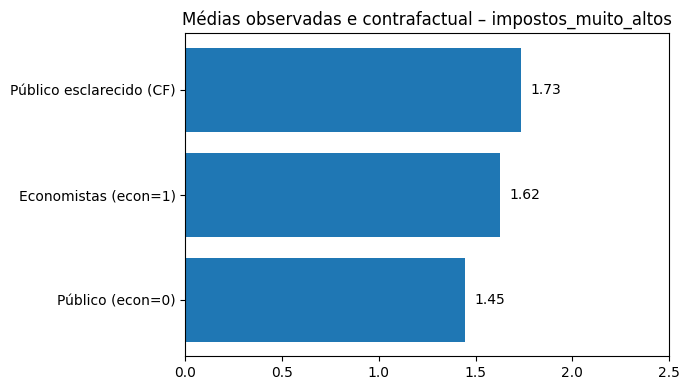 Médias observadas e contrafactual – impostos_muito_altos
Público esclarecido (CF)
1.73
Economistas (econ=1)
1.62
Público (econ=0)
1.45
0.0 0.5 1.0 1.5 2.0 2.5